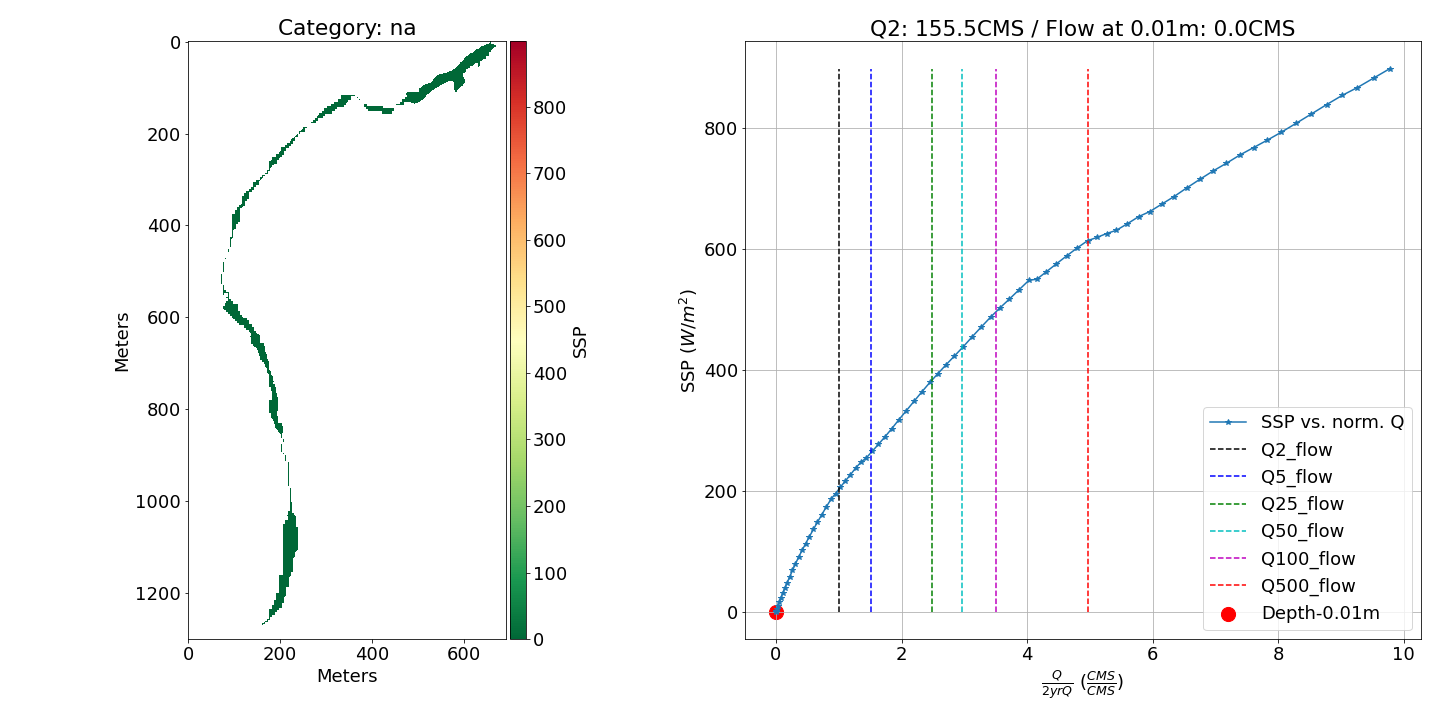 Category: na
0
200
400
600
800
1000
1200
Meters
0
200
400
600
Meters
800
700
600
500
400
300
200
100
0
SSP
Q2: 155.5CMS / Flow at 0.01m: 0.0CMS
800
600
400
200
0
SSP (W/m²)
SSP vs. norm. Q
Q2_flow
Q5_flow
Q25_flow
Q50_flow
Q100_flow
Q500_flow
Depth-0.01m
0
2
4
6
8
10
Q/2yrQ (CMS/CMS)